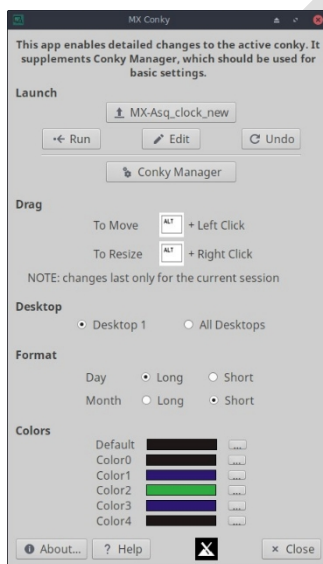 MX Conky
This app enables detailed changes to the active conky. It
supplements Conky Manager, which should be used for
basic settings.
Launch
MX-Asq_clock_new
Run Edit Undo
Conky Manager
Drag
To Move ALT + Left Click
To Resize ALT + Right Click
NOTE: changes last only for the current session
Desktop
Desktop 1 All Desktops
Format
Day Long Short
Month Long Short
Colors
Default ...
Color0 ...
Color1 ...
Color2 ...
Color3 ...
Color4 ...
About... ? Help X × Close